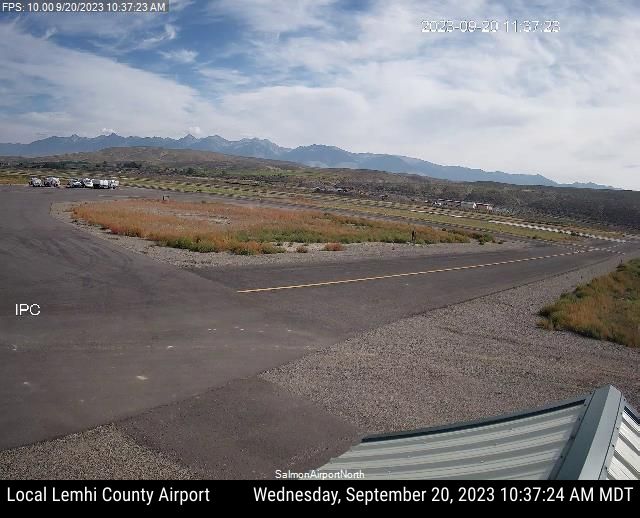 FPS: 10.00 9/20/2023 10:37:23 AM
2023-09-20 11:37:23
IPC
SalmonAirportNorth
Local Lemhi County Airport Wednesday, September 20, 2023 10:37:24 AM MDT